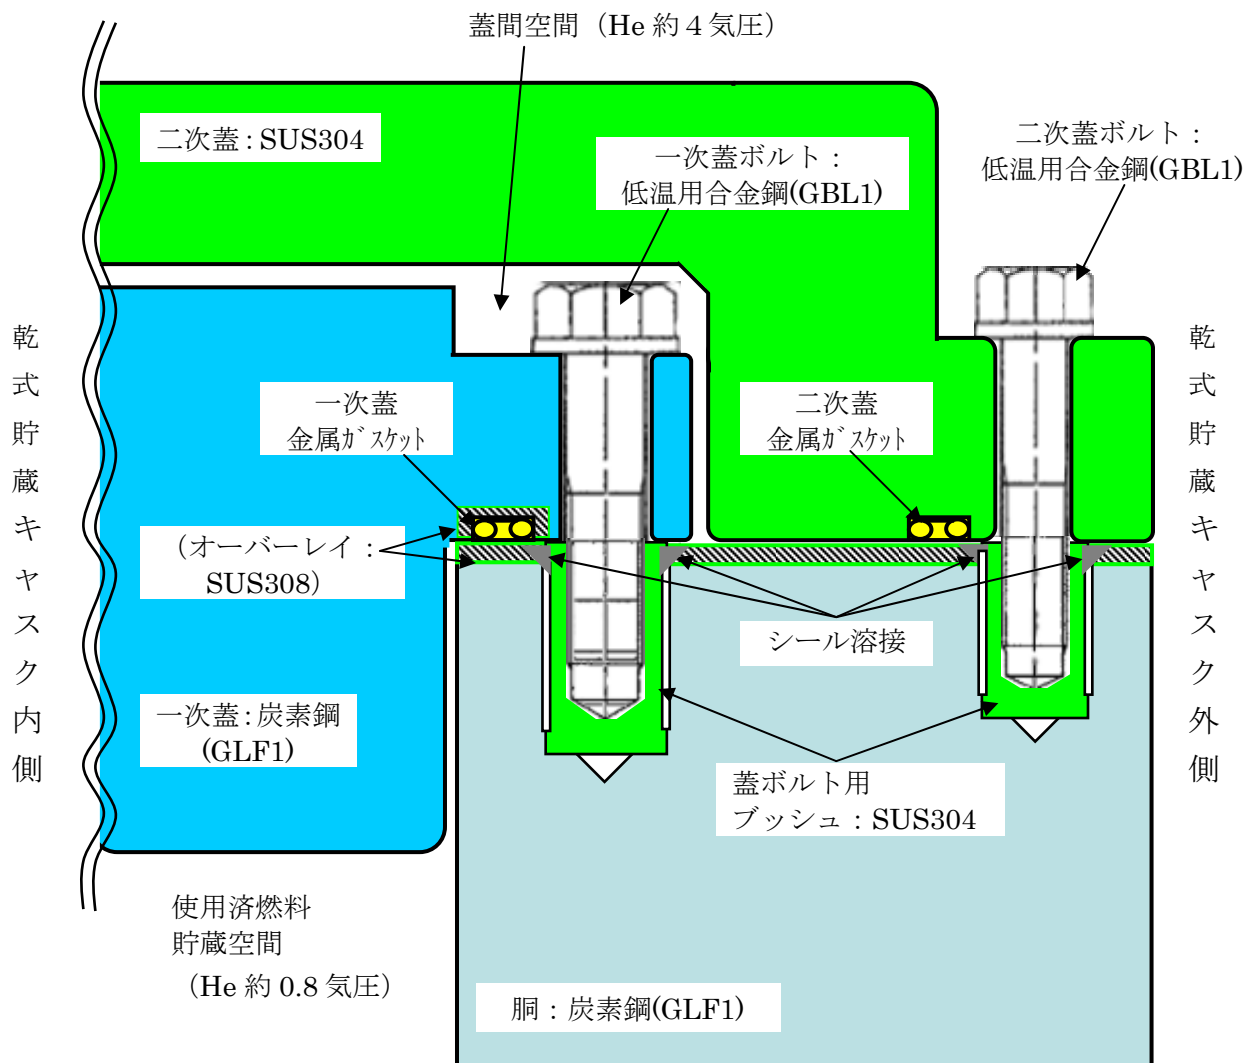 蓋間空間（He 約 4 気圧）
二次蓋：SUS304
一次蓋ボルト：
低温用合金鋼(GBL1)
二次蓋ボルト：
低温用合金鋼(GBL1)
乾式貯蔵キャスク内側
乾式貯蔵キャスク外側
一次蓋
金属ｶﾞｽｹｯﾄ
二次蓋
金属ｶﾞｽｹｯﾄ
（オーバーレイ：
SUS308）
シール溶接
一次蓋：炭素鋼
(GLF1)
蓋ボルト用
ブッシュ：SUS304
使用済燃料
貯蔵空間
（He 約 0.8 気圧）
胴：炭素鋼(GLF1)